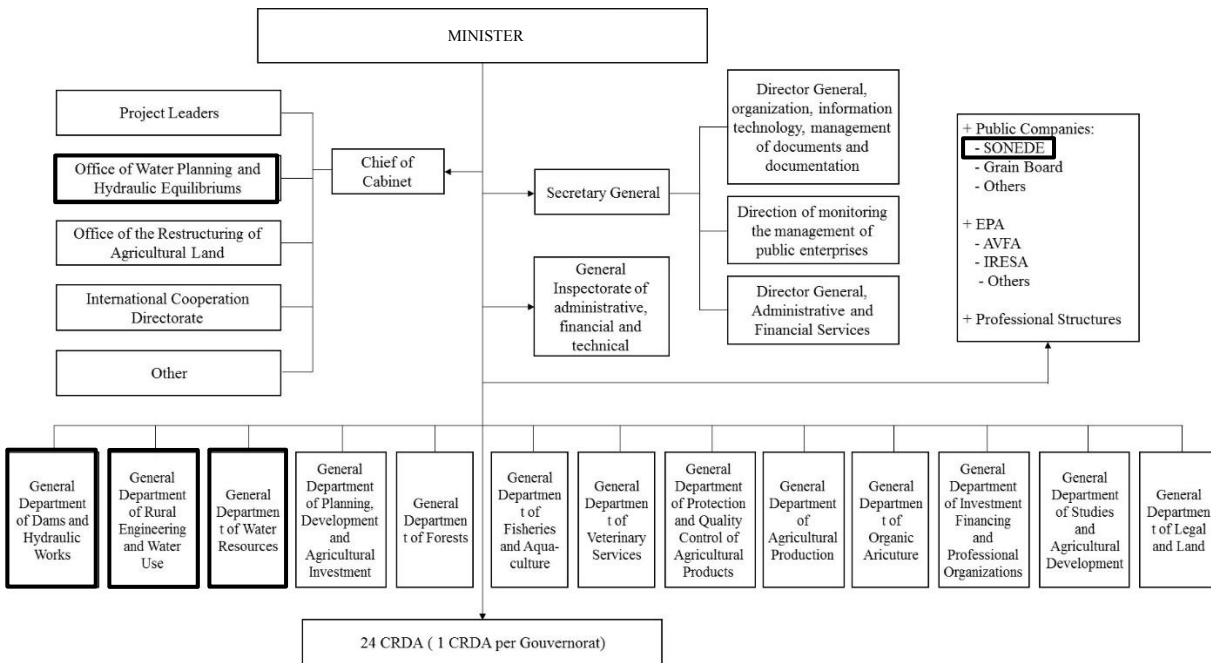 MINISTER
Project Leaders
Office of Water Planning and
Hydraulic Equilibriums
Office of the Restructuring of
Agricultural Land
International Cooperation
Directorate
Other
Chief of
Cabinet
Secretary General
General
Inspectorate of
administrative,
financial and
technical
Director General,
organization, information
technology, management
of documents and
documentation
Direction of monitoring
the management of
public enterprises
Director General,
Administrative and
Financial Services
+ Public Companies:
- SONEDE
- Grain Board
- Others
+ EPA
- AVFA
- IRESA
- Others
+ Professional Structures
General
Department
of Dams and
Hydraulic
Works
General
Department
of Rural
Engineering
and Water
Use
General
Departmen
t of Water
Resources
General
Department
of Planning,
Development
and
Agricultural
Investment
General
Departmen
t of Forests
General
Departmen
t of
Fisheries
and Aqua-
culture
General
Departmen
t of
Veterinary
Services
General
Department
of Protection
and Quality
Control of
Agricultural
Products
General
Department
of
Agricultural
Production
General
Departmen
t of
Organic
Aricuture
General
Department
of Investment
Financing
and
Professional
Organizations
General
Department
of Studies
and
Agricultural
Development
General
Departmen
t of Legal
and Land
24 CRDA ( 1 CRDA per Gouvernorat)